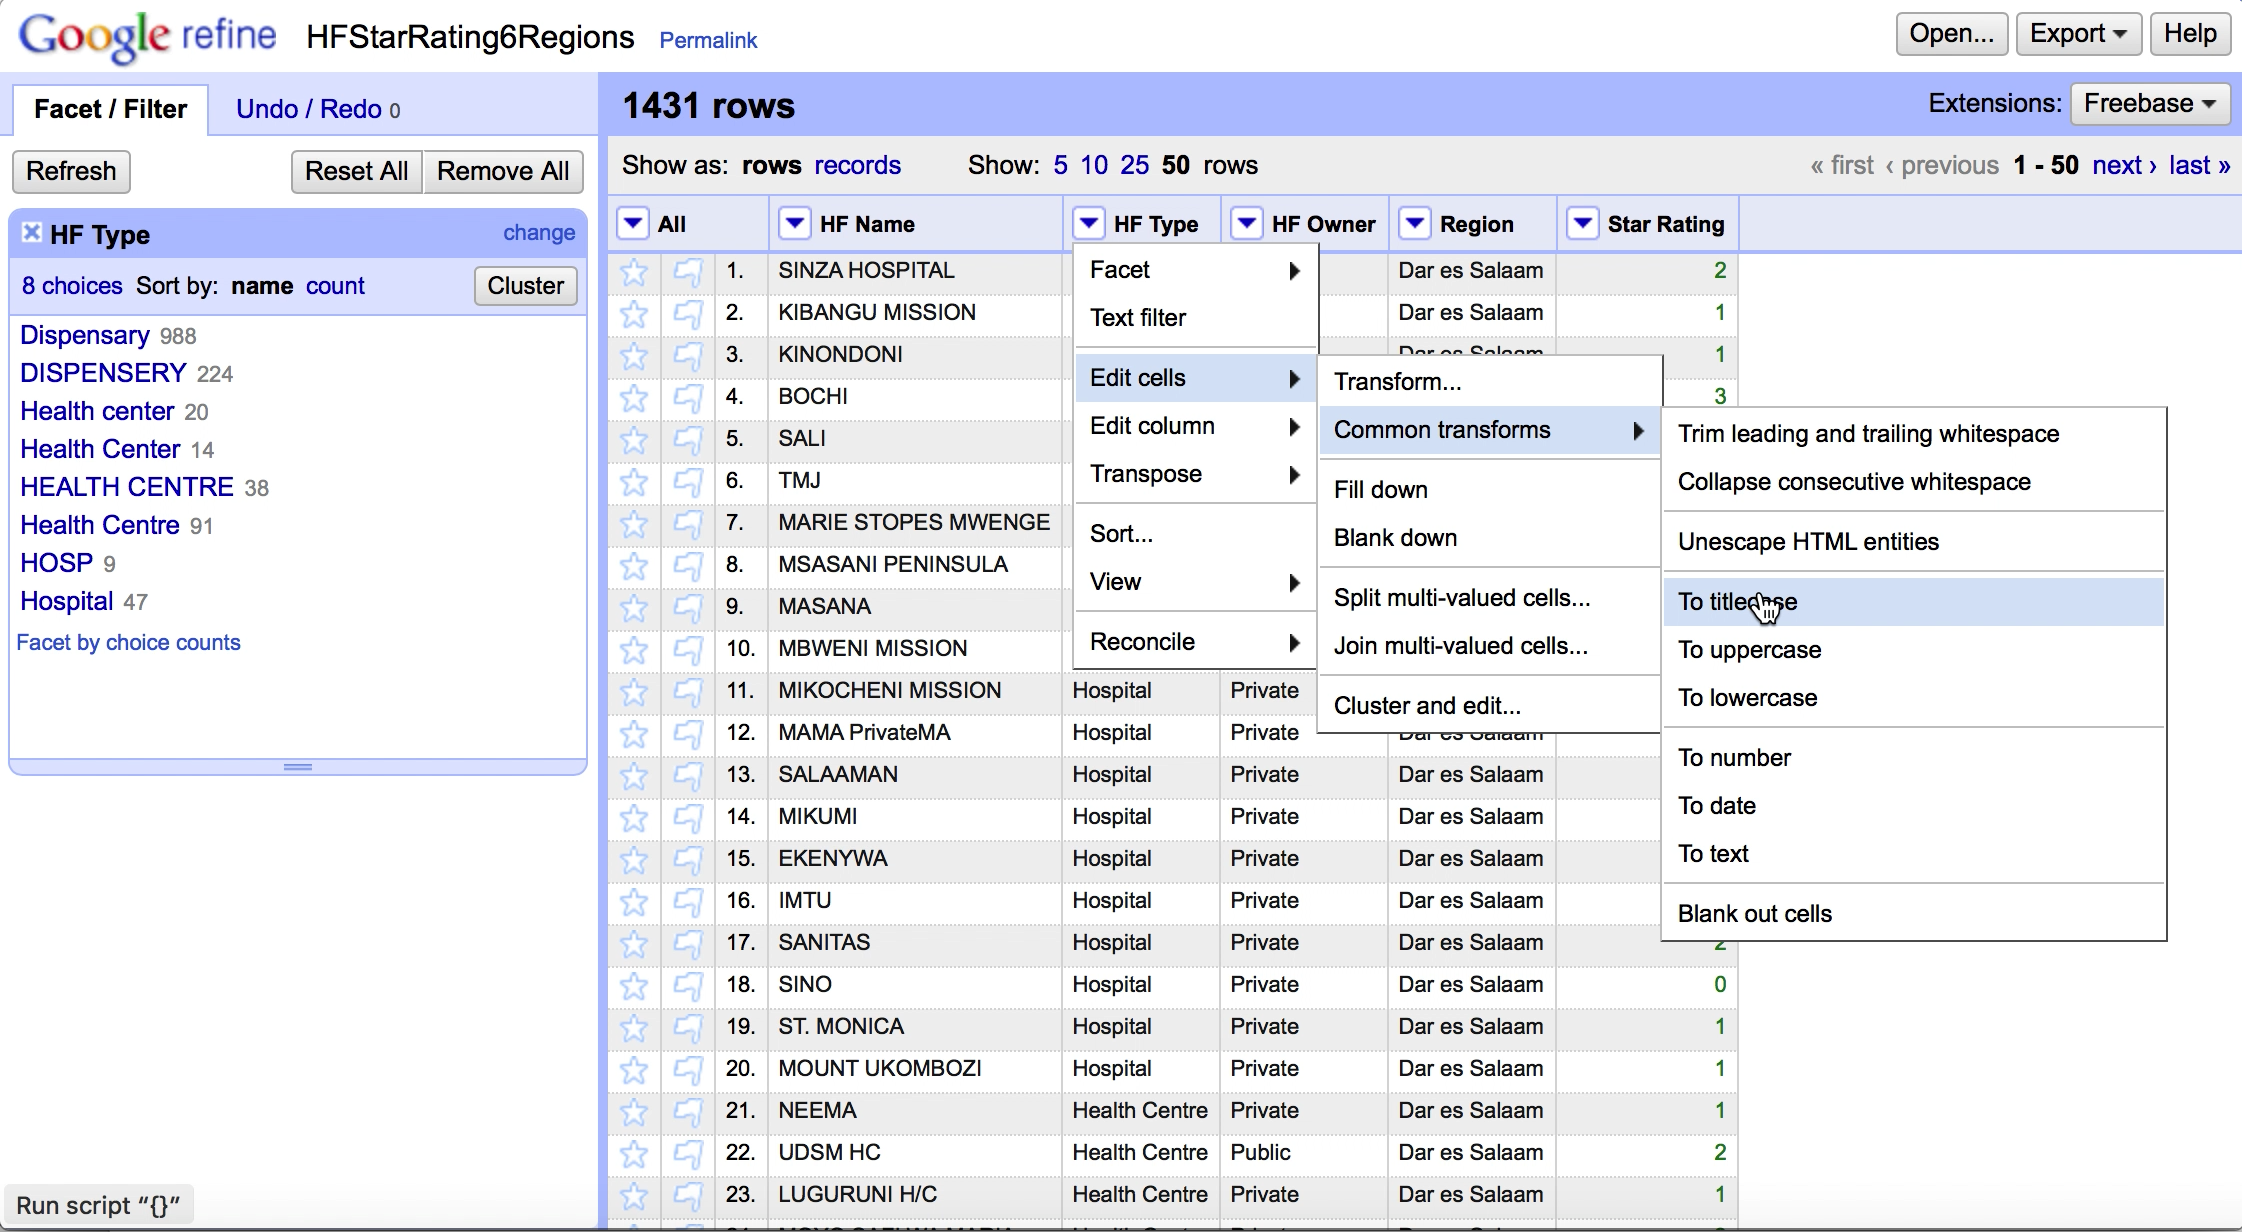 Google refine HFStarRating6Regions Permalink Open... Export Help
Facet / Filter Undo / Redo 0
1431 rows
Extensions: Freebase
Refresh Reset All Remove All
Show as: rows records Show: 5 10 25 50 rows
« first ‹ previous 1 - 50 next › last »
HF Type change
8 choices Sort by: name count Cluster
Dispensary 988
DISPENSERY 224
Health center 20
Health Center 14
HEALTH CENTRE 38
Health Centre 91
HOSP 9
Hospital 47
Facet by choice counts
All HF Name HF Type HF Owner Region Star Rating
1. SINZA HOSPITAL Dar es Salaam 2
2. KIBANGU MISSION Dar es Salaam 1
3. KINONDONI Dar es Salaam 1
4. BOCHI 3
5. SALI
6. TMJ
7. MARIE STOPES MWENGE
8. MSASANI PENINSULA
9. MASANA
10. MBWENI MISSION
11. MIKOCHENI MISSION Hospital Private
12. MAMA PrivateMA Hospital Private Dar es Salaam
13. SALAAMAN Hospital Private Dar es Salaam
14. MIKUMI Hospital Private Dar es Salaam
15. EKENYWA Hospital Private Dar es Salaam
16. IMTU Hospital Private Dar es Salaam
17. SANITAS Hospital Private Dar es Salaam 2
18. SINO Hospital Private Dar es Salaam 0
19. ST. MONICA Hospital Private Dar es Salaam 1
20. MOUNT UKOMBOZI Hospital Private Dar es Salaam 1
21. NEEMA Health Centre Private Dar es Salaam 1
22. UDSM HC Health Centre Public Dar es Salaam 2
23. LUGURUNI H/C Health Centre Private Dar es Salaam 1
Facet
Text filter
Edit cells
Edit column
Transpose
Sort...
View
Reconcile
Transform...
Common transforms
Fill down
Blank down
Split multi-valued cells...
Join multi-valued cells...
Cluster and edit...
Trim leading and trailing whitespace
Collapse consecutive whitespace
Unescape HTML entities
To titlecase
To uppercase
To lowercase
To number
To date
To text
Blank out cells
Run script “{}”